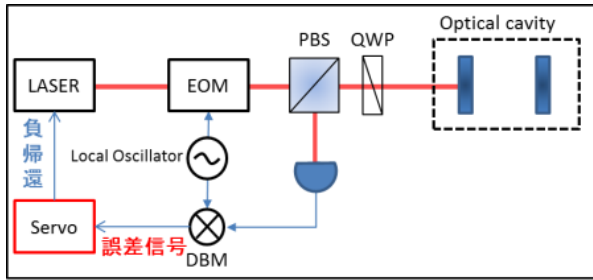 Optical cavity
PBS
QWP
LASER
EOM
負
帰
還
Local Oscillator
Servo
誤差信号
DBM